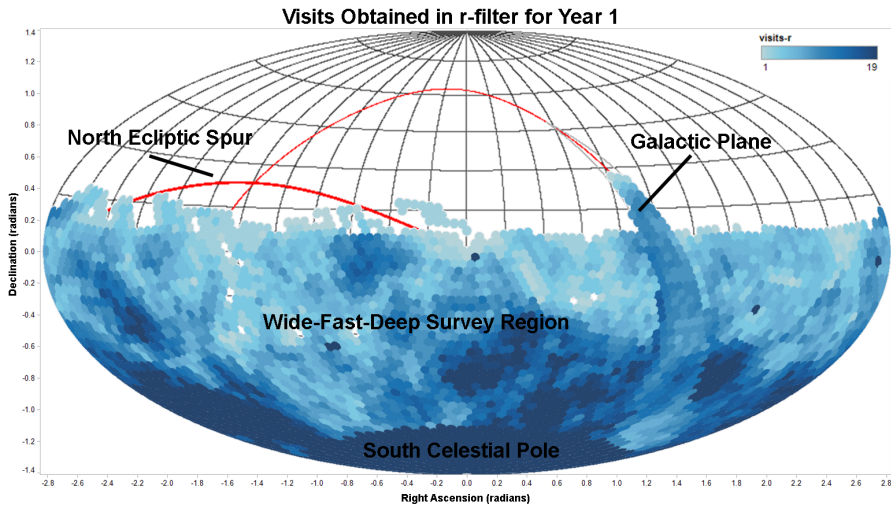 Visits Obtained in r-filter for Year 1
visits-r
1 19
North Ecliptic Spur
Galactic Plane
Wide-Fast-Deep Survey Region
South Celestial Pole
Declination (radians)
1.4
1.2
1.0
0.8
0.6
0.4
0.2
0.0
-0.2
-0.4
-0.6
-0.8
-1.0
-1.2
-1.4
-2.8 -2.6 -2.4 -2.2 -2.0 -1.8 -1.6 -1.4 -1.2 -1.0 -0.8 -0.6 -0.4 -0.2 0.0 0.2 0.4 0.6 0.8 1.0 1.2 1.4 1.6 1.8 2.0 2.2 2.4 2.6 2.8
Right Ascension (radians)